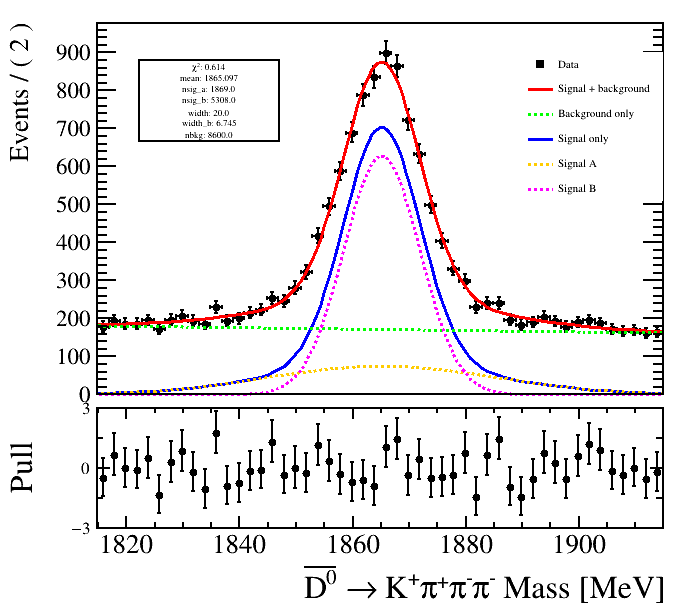 Events / ( 2 )
900
800
700
600
500
400
300
200
100
0
χ²: 0.614
mean: 1865.097
nsig_a: 1869.0
nsig_b: 5308.0
width: 20.0
width_b: 6.745
nbkg: 8600.0
Data
Signal + background
Background only
Signal only
Signal A
Signal B
Pull
3
0
−3
1820 1840 1860 1880 1900
D̅⁰ → K⁺π⁺π⁻π⁻ Mass [MeV]